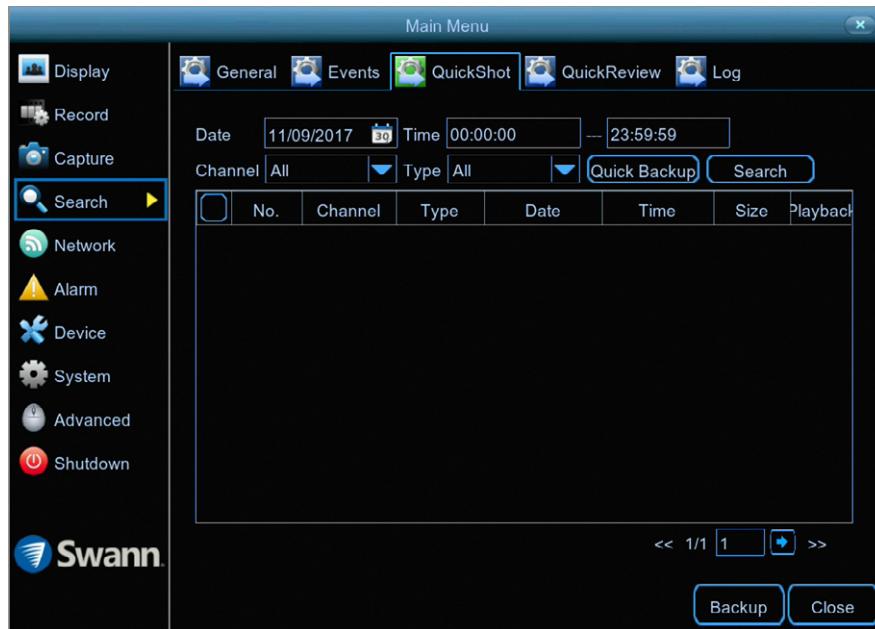 Main Menu
Display
Record
Capture
Search
Network
Alarm
Device
System
Advanced
Shutdown
Swann.
General Events QuickShot QuickReview Log
Date 11/09/2017 30 Time 00:00:00 --- 23:59:59
Channel All Type All Quick Backup Search
No. Channel Type Date Time Size Playback
<< 1/1 1 >>
Backup Close